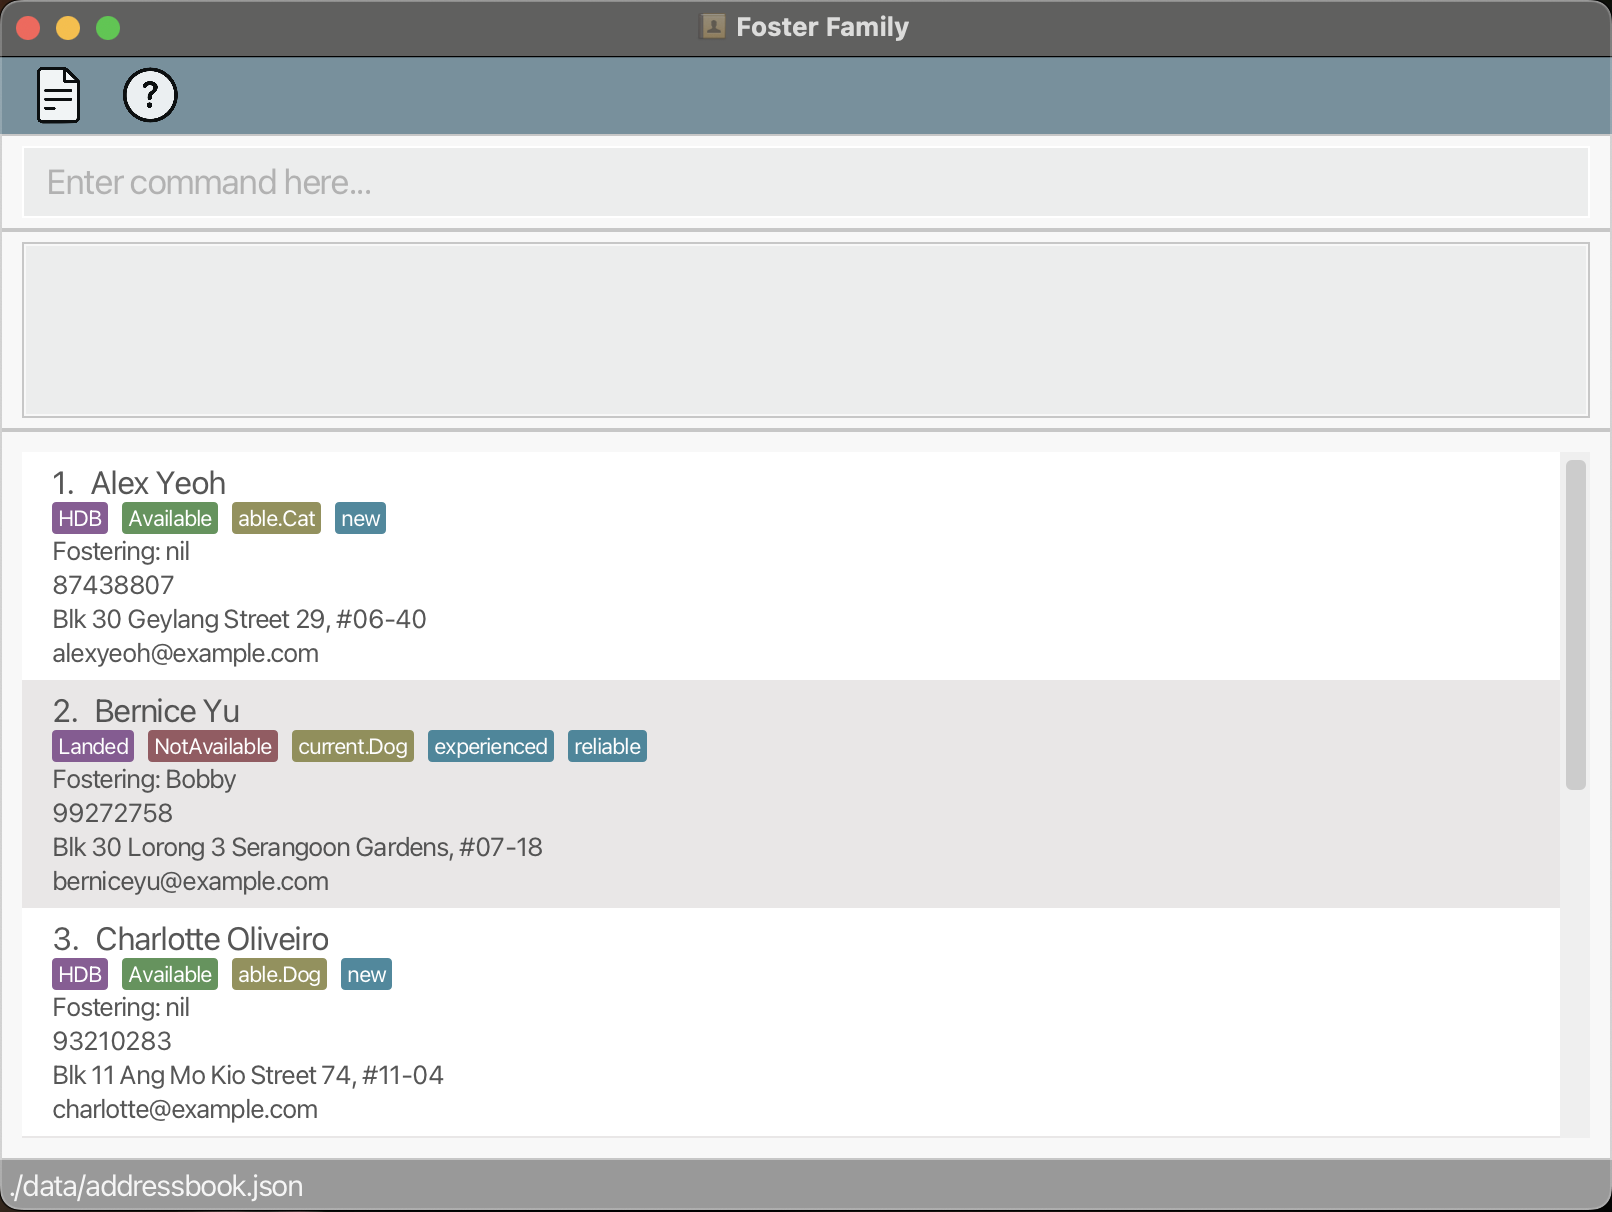 Foster Family
?
Enter command here...
1. Alex Yeoh
HDB Available able.Cat new
Fostering: nil
87438807
Blk 30 Geylang Street 29, #06-40
alexyeoh@example.com
2. Bernice Yu
Landed NotAvailable current.Dog experienced reliable
Fostering: Bobby
99272758
Blk 30 Lorong 3 Serangoon Gardens, #07-18
berniceyu@example.com
3. Charlotte Oliveiro
HDB Available able.Dog new
Fostering: nil
93210283
Blk 11 Ang Mo Kio Street 74, #11-04
charlotte@example.com
./data/addressbook.json